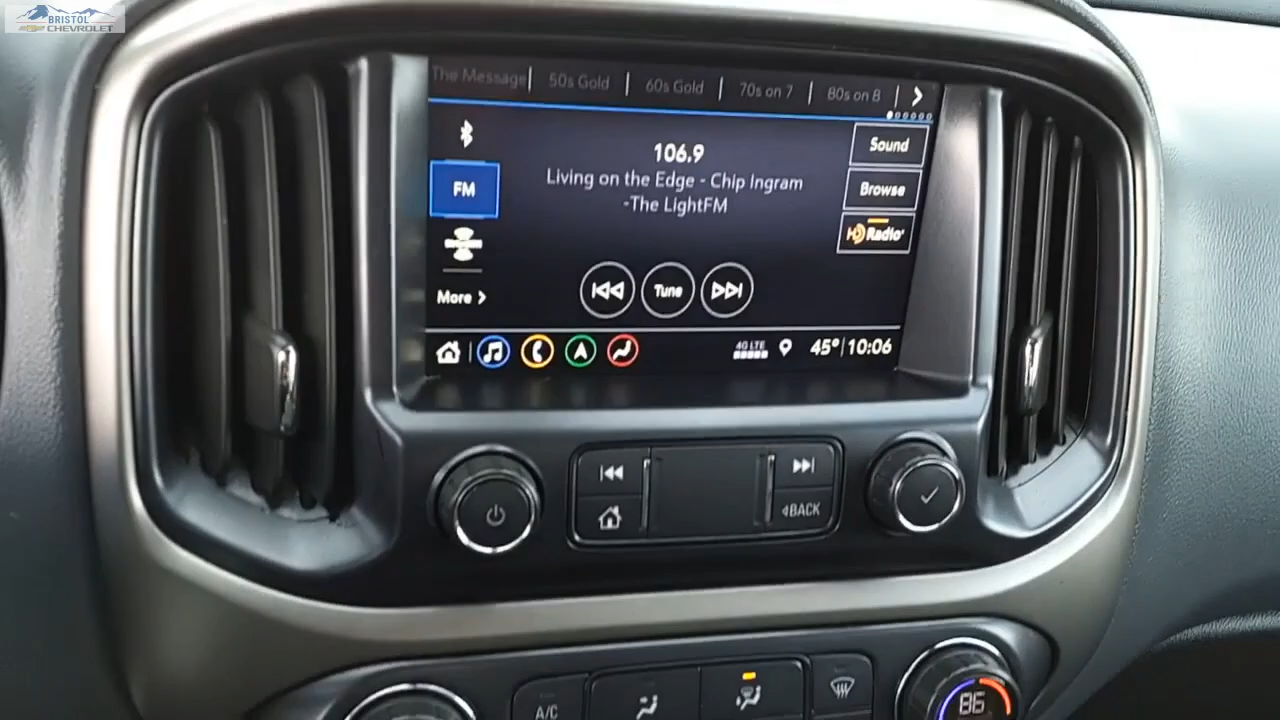 BRISTOL
CHEVROLET
The Message
50s Gold
60s Gold
70s on 7
80s on 8
106.9
Living on the Edge - Chip Ingram
-The LightFM
FM
More
Sound
Browse
HD Radio
Tune
4G LTE
45° 10:06
BACK
A/C
86